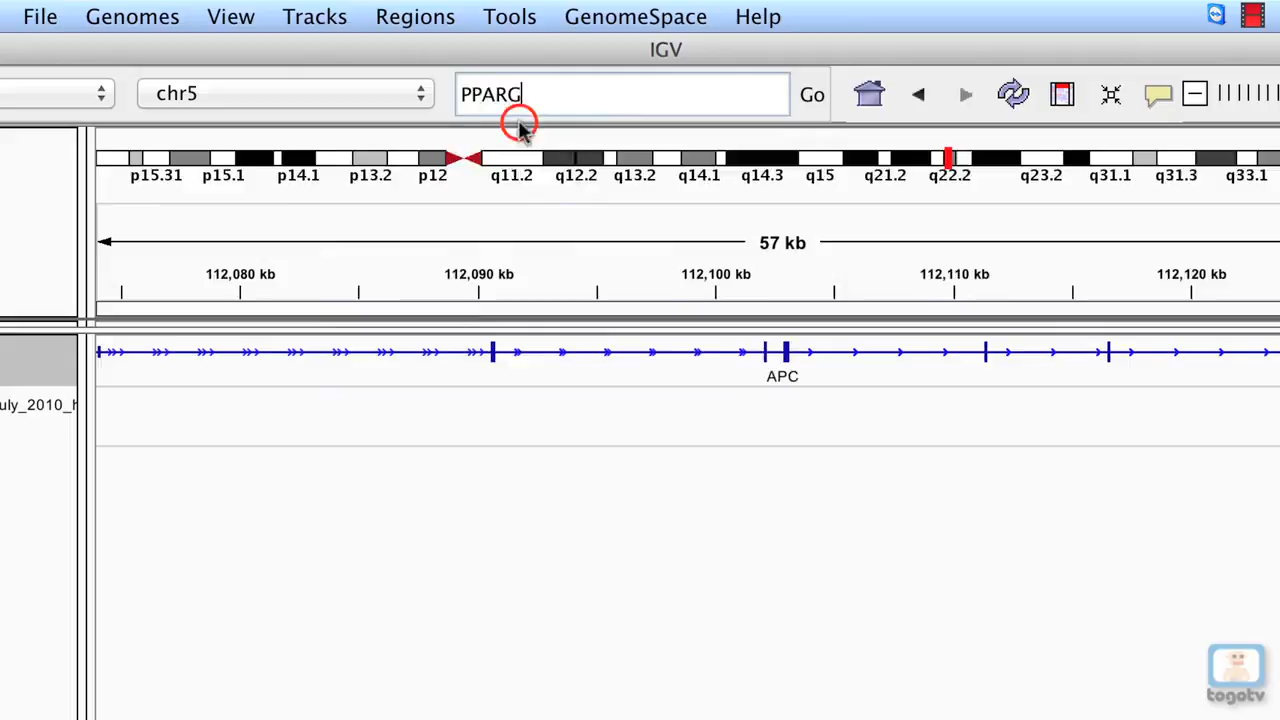 File Genomes View Tracks Regions Tools GenomeSpace Help
IGV
chr5 PPARG Go
p15.31 p15.1 p14.1 p13.2 p12 q11.2 q12.2 q13.2 q14.1 q14.3 q15 q21.2 q22.2 q23.2 q31.1 q31.3 q33.1
57 kb
112,080 kb 112,090 kb 112,100 kb 112,110 kb 112,120 kb
APC
uly_2010_h
togotv